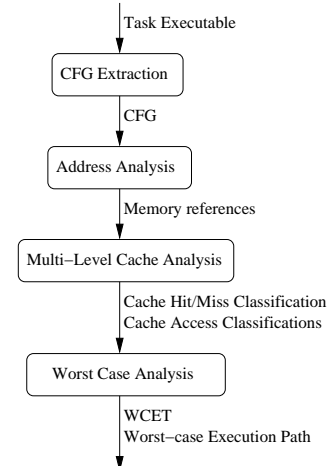 Task Executable
CFG Extraction
CFG
Address Analysis
Memory references
Multi−Level Cache Analysis
Cache Hit/Miss Classification
Cache Access Classifications
Worst Case Analysis
WCET
Worst−case Execution Path